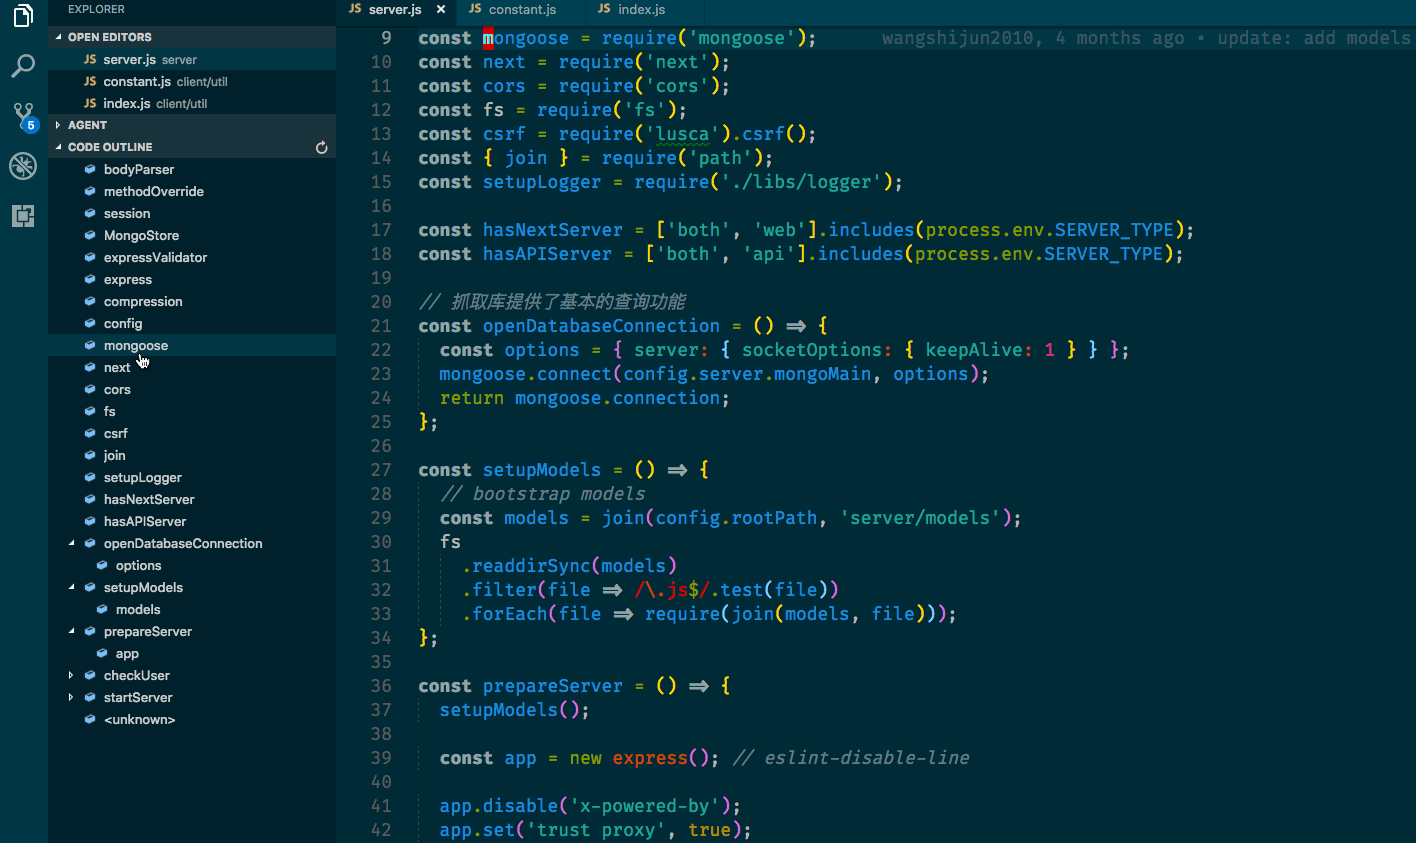 EXPLORER
OPEN EDITORS
JS server.js server
JS constant.js client/util
JS index.js client/util
AGENT
CODE OUTLINE
bodyParser
methodOverride
session
MongoStore
expressValidator
express
compression
config
mongoose
next
cors
fs
csrf
join
setupLogger
hasNextServer
hasAPIServer
openDatabaseConnection
options
setupModels
models
prepareServer
app
checkUser
startServer
<unknown>
5
JS server.js × JS constant.js JS index.js
9 const mongoose = require('mongoose'); wangshijun2010, 4 months ago • update: add models
10 const next = require('next');
11 const cors = require('cors');
12 const fs = require('fs');
13 const csrf = require('lusca').csrf();
14 const { join } = require('path');
15 const setupLogger = require('./libs/logger');
16
17 const hasNextServer = ['both', 'web'].includes(process.env.SERVER_TYPE);
18 const hasAPIServer = ['both', 'api'].includes(process.env.SERVER_TYPE);
19
20 // 抓取库提供了基本的查询功能
21 const openDatabaseConnection = () => {
22 const options = { server: { socketOptions: { keepAlive: 1 } } };
23 mongoose.connect(config.server.mongoMain, options);
24 return mongoose.connection;
25 };
26
27 const setupModels = () => {
28 // bootstrap models
29 const models = join(config.rootPath, 'server/models');
30 fs
31 .readdirSync(models)
32 .filter(file => /\.js$/.test(file))
33 .forEach(file => require(join(models, file)));
34 };
35
36 const prepareServer = () => {
37 setupModels();
38
39 const app = new express(); // eslint-disable-line
40
41 app.disable('x-powered-by');
42 app.set('trust proxy', true);